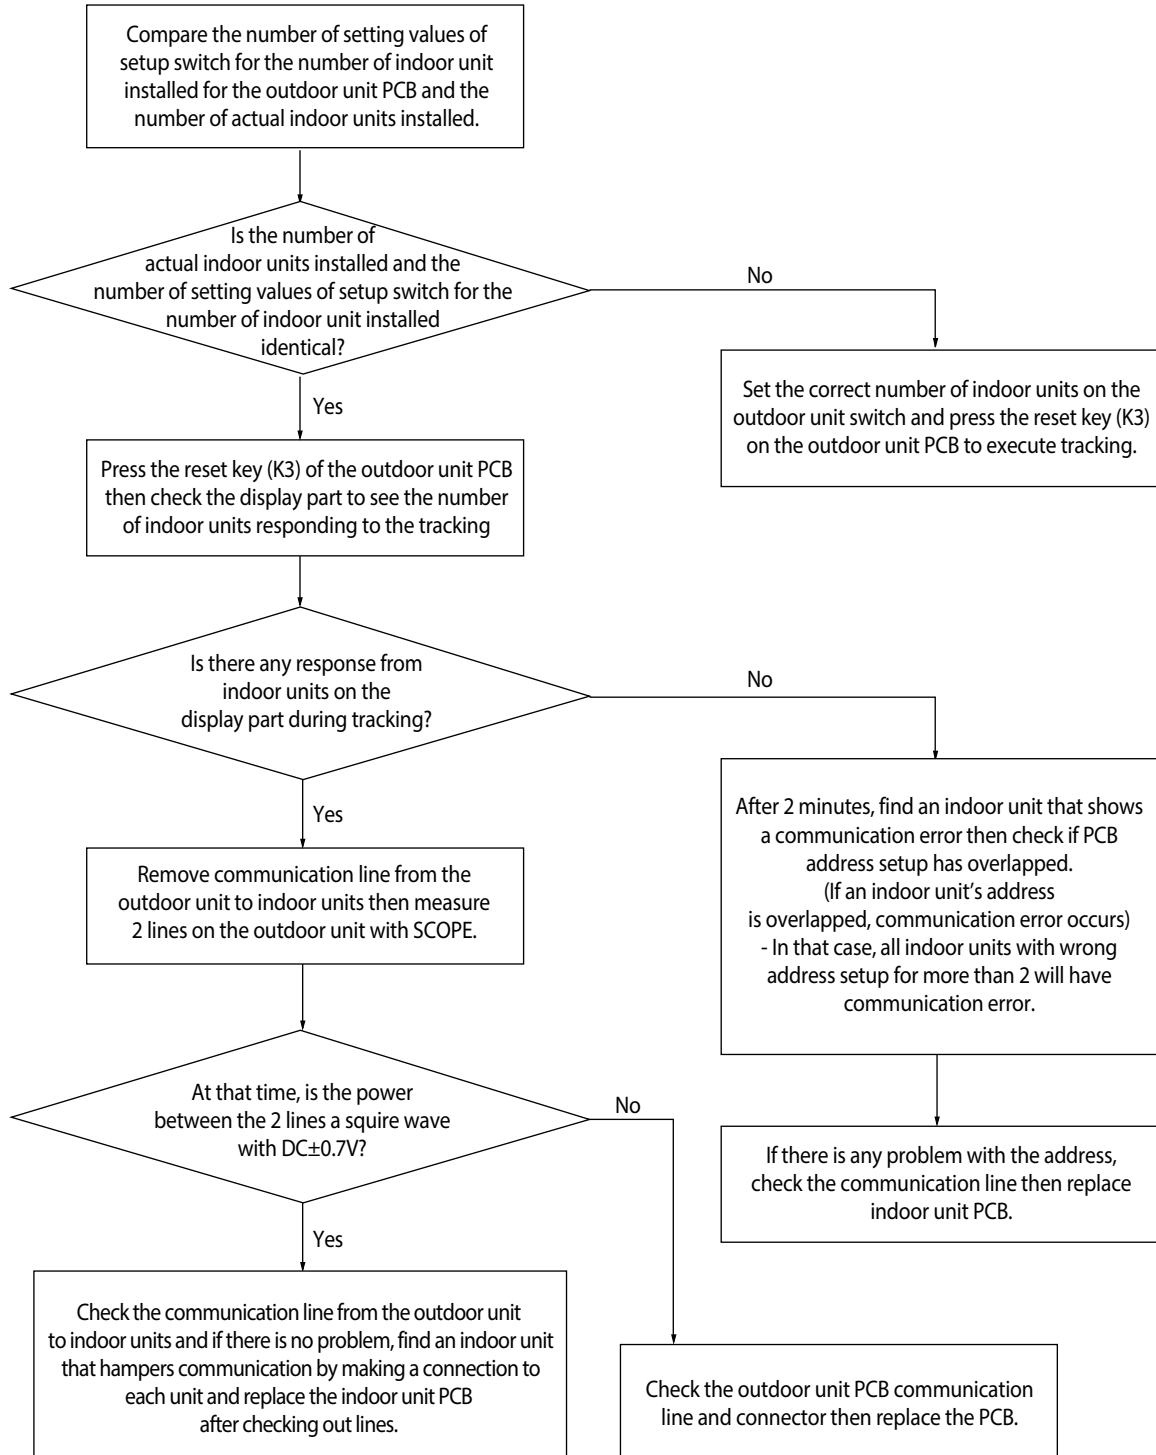 Compare the number of setting values of
setup switch for the number of indoor unit
installed for the outdoor unit PCB and the
number of actual indoor units installed.
Is the number of
actual indoor units installed and the
number of setting values of setup switch for the
number of indoor unit installed
identical?
No
Set the correct number of indoor units on the
outdoor unit switch and press the reset key (K3)
on the outdoor unit PCB to execute tracking.
Yes
Press the reset key (K3) of the outdoor unit PCB
then check the display part to see the number
of indoor units responding to the tracking
Is there any response from
indoor units on the
display part during tracking?
No
After 2 minutes, find an indoor unit that shows
a communication error then check if PCB
address setup has overlapped.
(If an indoor unit's address
is overlapped, communication error occurs)
- In that case, all indoor units with wrong
address setup for more than 2 will have
communication error.
If there is any problem with the address,
check the communication line then replace
indoor unit PCB.
Yes
Remove communication line from the
outdoor unit to indoor units then measure
2 lines on the outdoor unit with SCOPE.
At that time, is the power
between the 2 lines a squire wave
with DC±0.7V?
No
Yes
Check the communication line from the outdoor unit
to indoor units and if there is no problem, find an indoor unit
that hampers communication by making a connection to
each unit and replace the indoor unit PCB
after checking out lines.
Check the outdoor unit PCB communication
line and connector then replace the PCB.